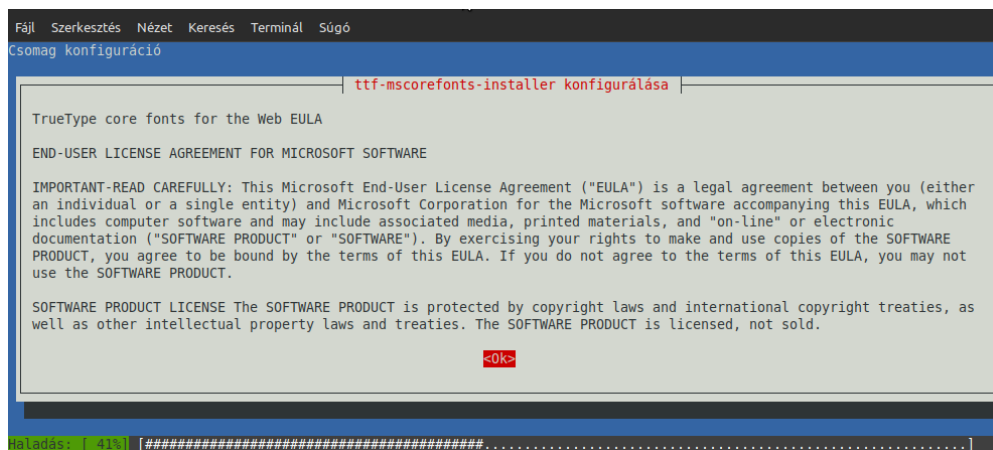 Fájl Szerkesztés Nézet Keresés Terminál Súgó
Csomag konfiguráció
ttf-mscorefonts-installer konfigurálása
TrueType core fonts for the Web EULA
END-USER LICENSE AGREEMENT FOR MICROSOFT SOFTWARE
IMPORTANT-READ CAREFULLY: This Microsoft End-User License Agreement ("EULA") is a legal agreement between you (either
an individual or a single entity) and Microsoft Corporation for the Microsoft software accompanying this EULA, which
includes computer software and may include associated media, printed materials, and "on-line" or electronic
documentation ("SOFTWARE PRODUCT" or "SOFTWARE"). By exercising your rights to make and use copies of the SOFTWARE
PRODUCT, you agree to be bound by the terms of this EULA. If you do not agree to the terms of this EULA, you may not
use the SOFTWARE PRODUCT.
SOFTWARE PRODUCT LICENSE The SOFTWARE PRODUCT is protected by copyright laws and international copyright treaties, as
well as other intellectual property laws and treaties. The SOFTWARE PRODUCT is licensed, not sold.
<Ok>
Haladás: [ 41%] [##########################################............................................................]